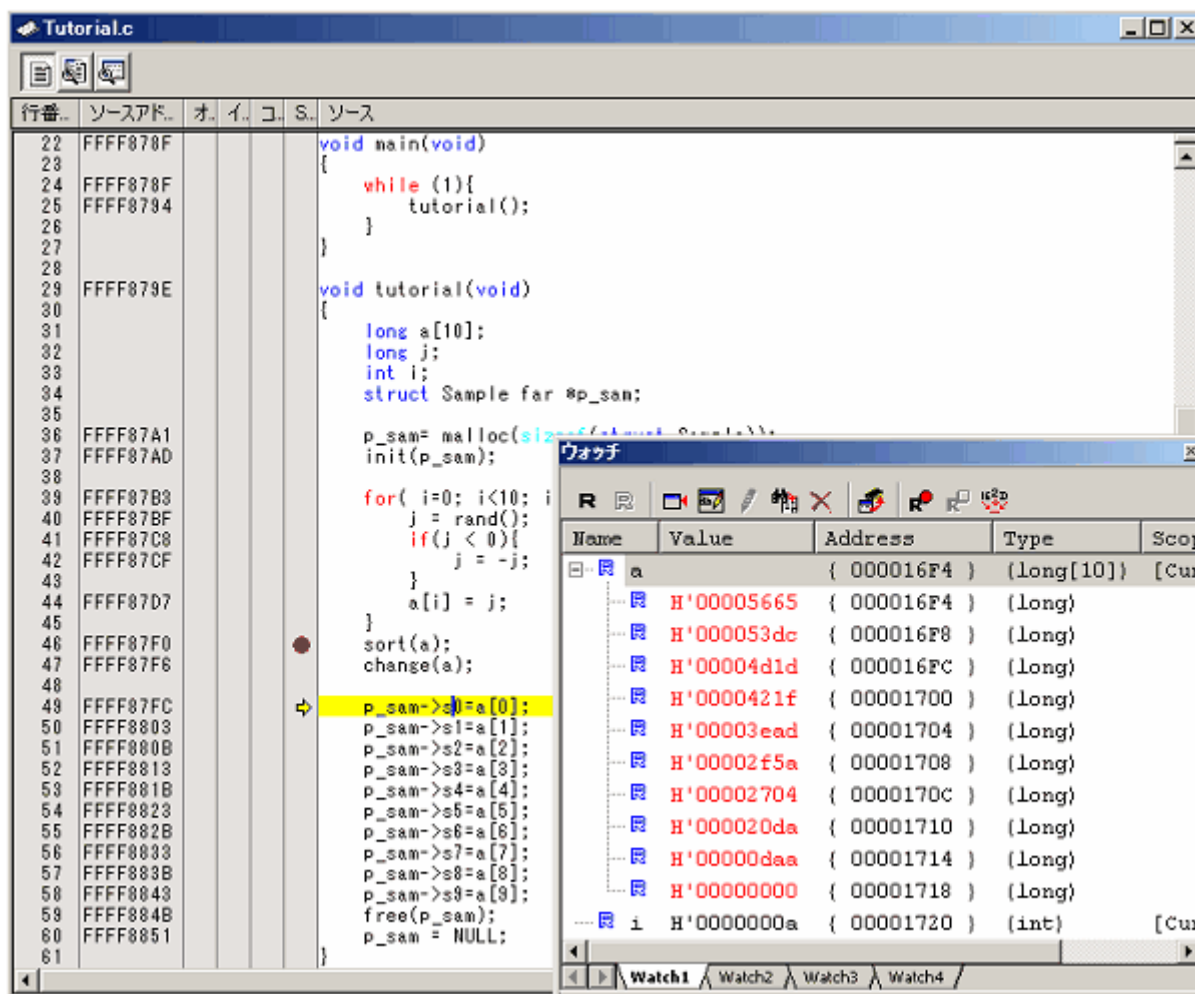 Tutorial.c
行番... ソースアド... オ.. イ.. コ.. S.. ソース
22 FFFF878F void main(void)
23 {
24 FFFF878F while (1){
25 FFFF8794 tutorial();
26 }
27 }
28
29 FFFF879E void tutorial(void)
30 {
31 long a[10];
32 long j;
33 int i;
34 struct Sample far *p_sam;
35
36 FFFF87A1 p_sam= malloc(sizeof(struct Sample));
37 FFFF87AD init(p_sam);
38
39 FFFF87B3 for( i=0; i<10; i
40 FFFF87BF j = rand();
41 FFFF87C8 if(j < 0){
42 FFFF87CF j = -j;
43 }
44 FFFF87D7 a[i] = j;
45 }
46 FFFF87F0 sort(a);
47 FFFF87F6 change(a);
48
49 FFFF87FC p_sam->s0=a[0];
50 FFFF8803 p_sam->s1=a[1];
51 FFFF880B p_sam->s2=a[2];
52 FFFF8813 p_sam->s3=a[3];
53 FFFF881B p_sam->s4=a[4];
54 FFFF8823 p_sam->s5=a[5];
55 FFFF882B p_sam->s6=a[6];
56 FFFF8833 p_sam->s7=a[7];
57 FFFF883B p_sam->s8=a[8];
58 FFFF8843 p_sam->s9=a[9];
59 FFFF884B free(p_sam);
60 FFFF8851 p_sam = NULL;
61 }
ウォッチ
Name Value Address Type Scop
a { 000016F4 } (long[10]) [Cur
H'00005665 { 000016F4 } (long)
H'000053dc { 000016F8 } (long)
H'00004d1d { 000016FC } (long)
H'0000421f { 00001700 } (long)
H'00003ead { 00001704 } (long)
H'00002f5a { 00001708 } (long)
H'00002704 { 0000170C } (long)
H'000020da { 00001710 } (long)
H'00000daa { 00001714 } (long)
H'00000000 { 00001718 } (long)
i H'0000000a { 00001720 } (int) [Cur
Watch1 Watch2 Watch3 Watch4